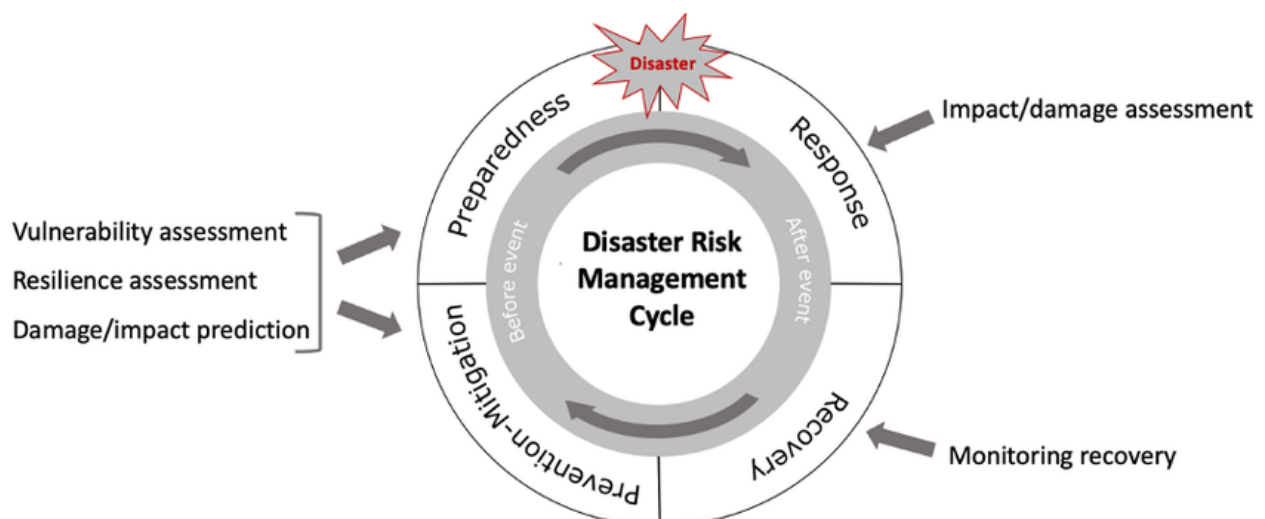 Disaster
Preparedness
Response
Impact/damage assessment
Vulnerability assessment
Resilience assessment
Damage/impact prediction
Before event
After event
Disaster Risk
Management
Cycle
Prevention-Mitigation
Recovery
Monitoring recovery